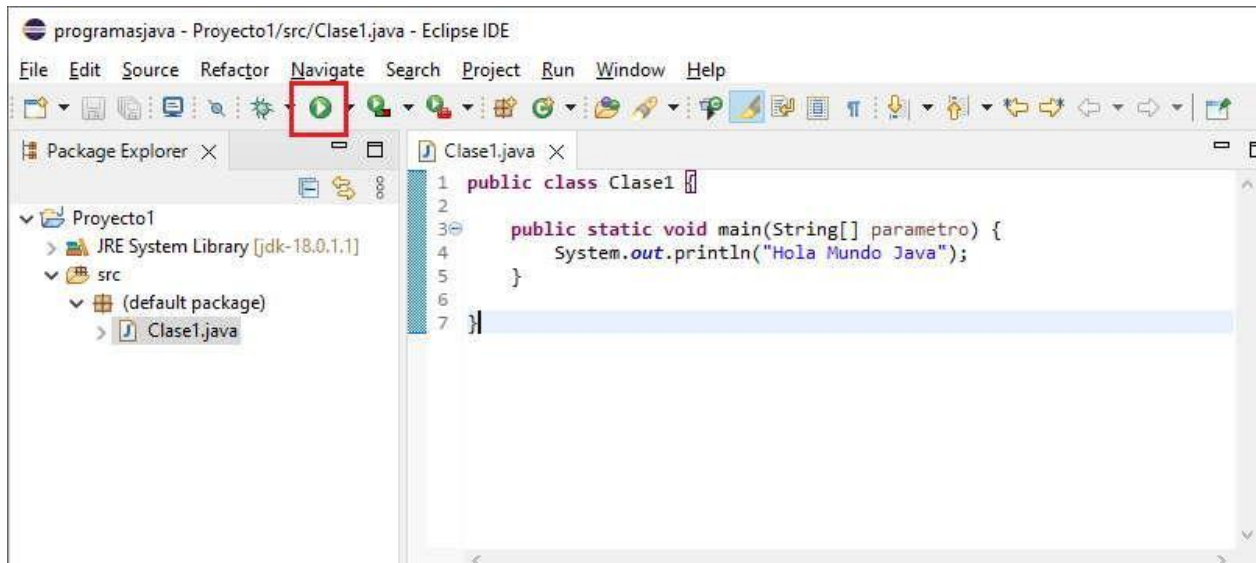 programasjava - Proyecto1/src/Clase1.java - Eclipse IDE
File Edit Source Refactor Navigate Search Project Run Window Help
Package Explorer
Proyecto1
JRE System Library [jdk-18.0.1.1]
src
(default package)
Clase1.java
Clase1.java
1 public class Clase1 {
2
3 public static void main(String[] parametro) {
4 System.out.println("Hola Mundo Java");
5 }
6
7 }